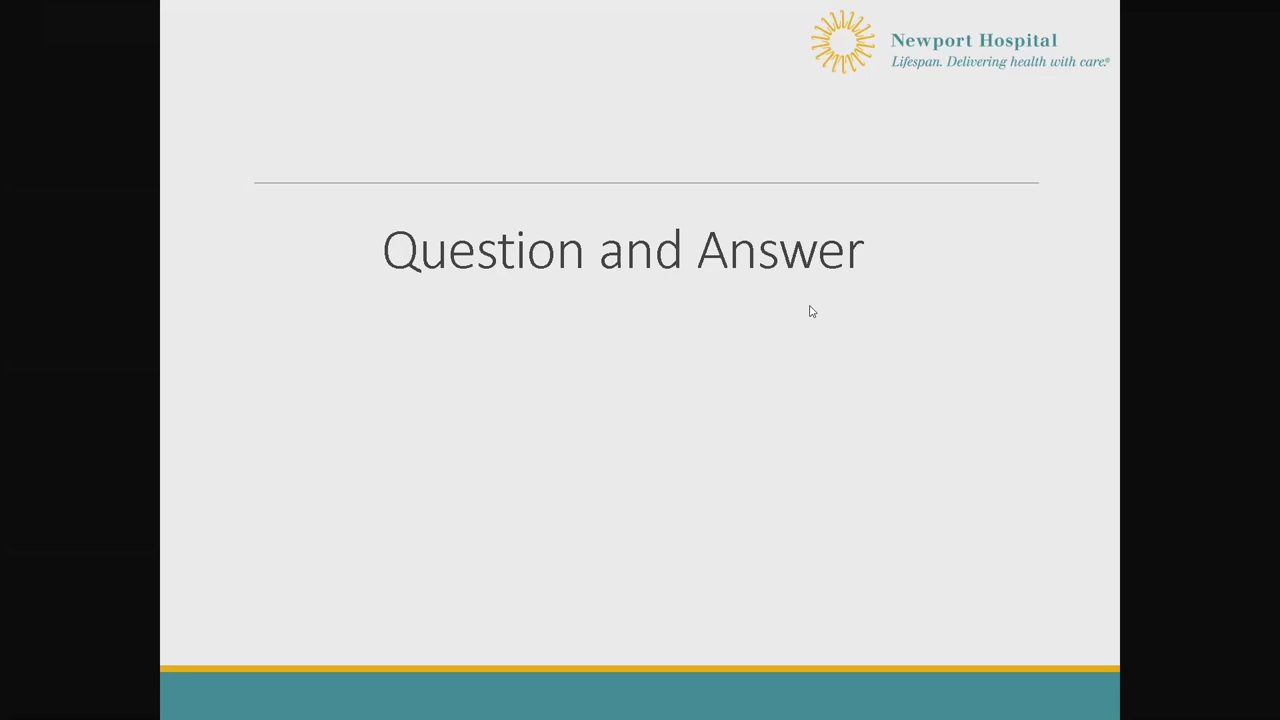 Newport Hospital
Lifespan. Delivering health with care.®
Question and Answer